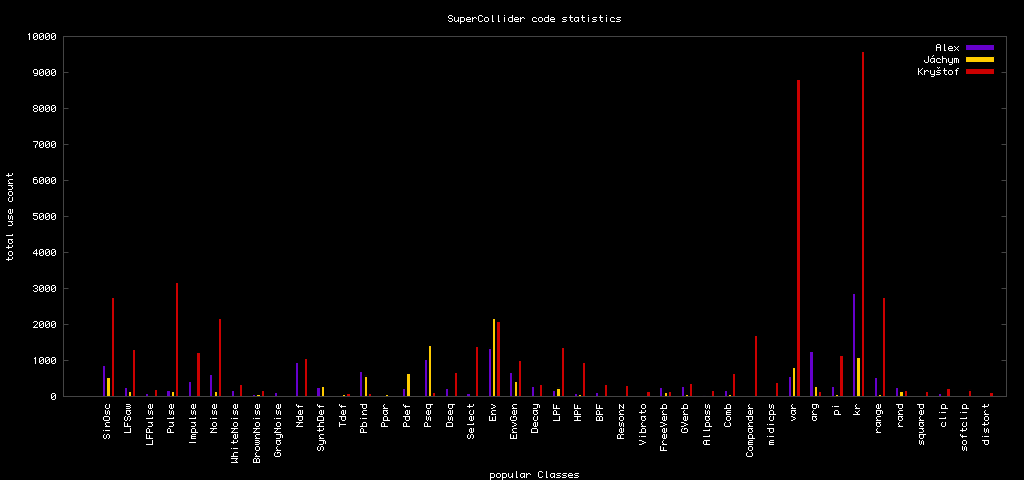 SuperCollider code statistics
Alex
Jáchym
Kryštof
total use count
10000
9000
8000
7000
6000
5000
4000
3000
2000
1000
0
SinOsc
LFSaw
LFPulse
Pulse
Impulse
Noise
WhiteNoise
BrownNoise
GrayNoise
Ndef
SynthDef
Tdef
Pbind
Ppar
Pdef
Pseq
Dseq
Select
Env
EnvGen
Decay
LPF
HPF
BPF
Resonz
Vibrato
FreeVerb
GVerb
Allpass
Comb
Compander
midicps
var
arg
pi
kr
range
rand
squared
clip
softclip
distort
popular Classes